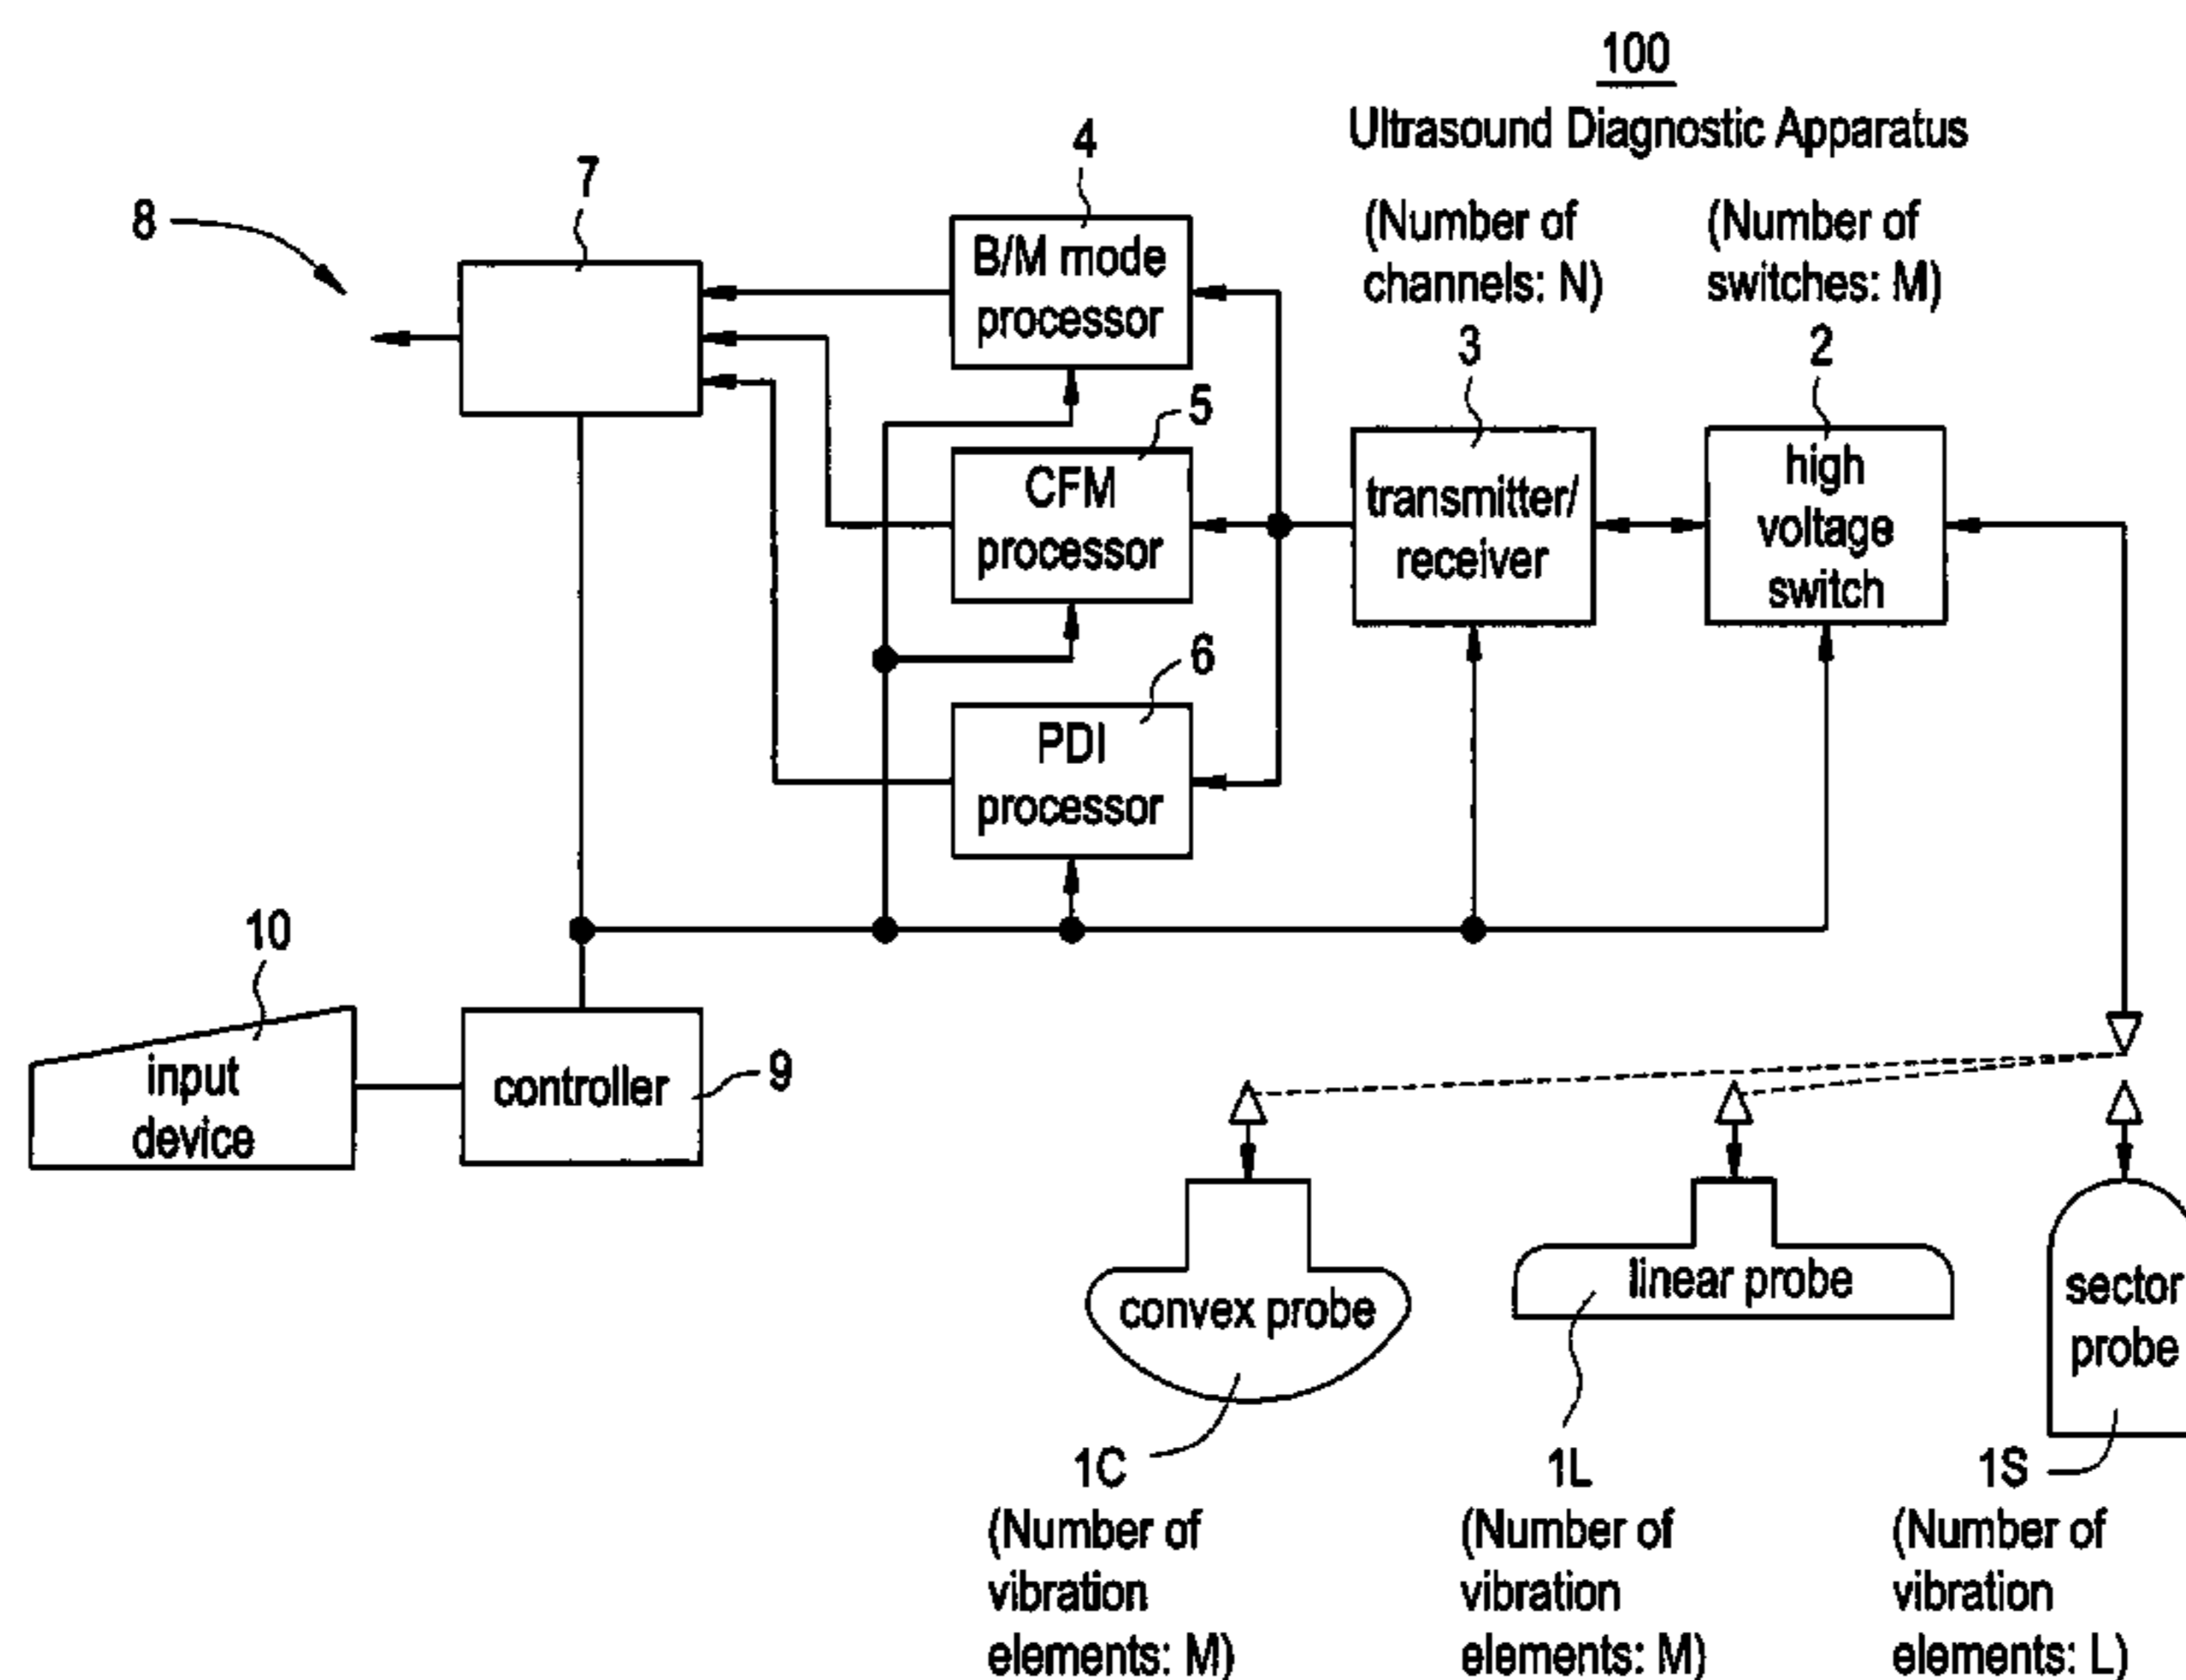 100
Ultrasound Diagnostic Apparatus
(Number of
channels: N)
(Number of
switches: M)
8
7
4
B/M mode
processor
3
transmitter/
receiver
2
high
voltage
switch
5
CFM
processor
6
PDI
processor
10
input
device
controller
9
convex probe
linear probe
sector
probe
1C
(Number of
vibration
elements: M)
1L
(Number of
vibration
elements: M)
1S
(Number of
vibration
elements: L)